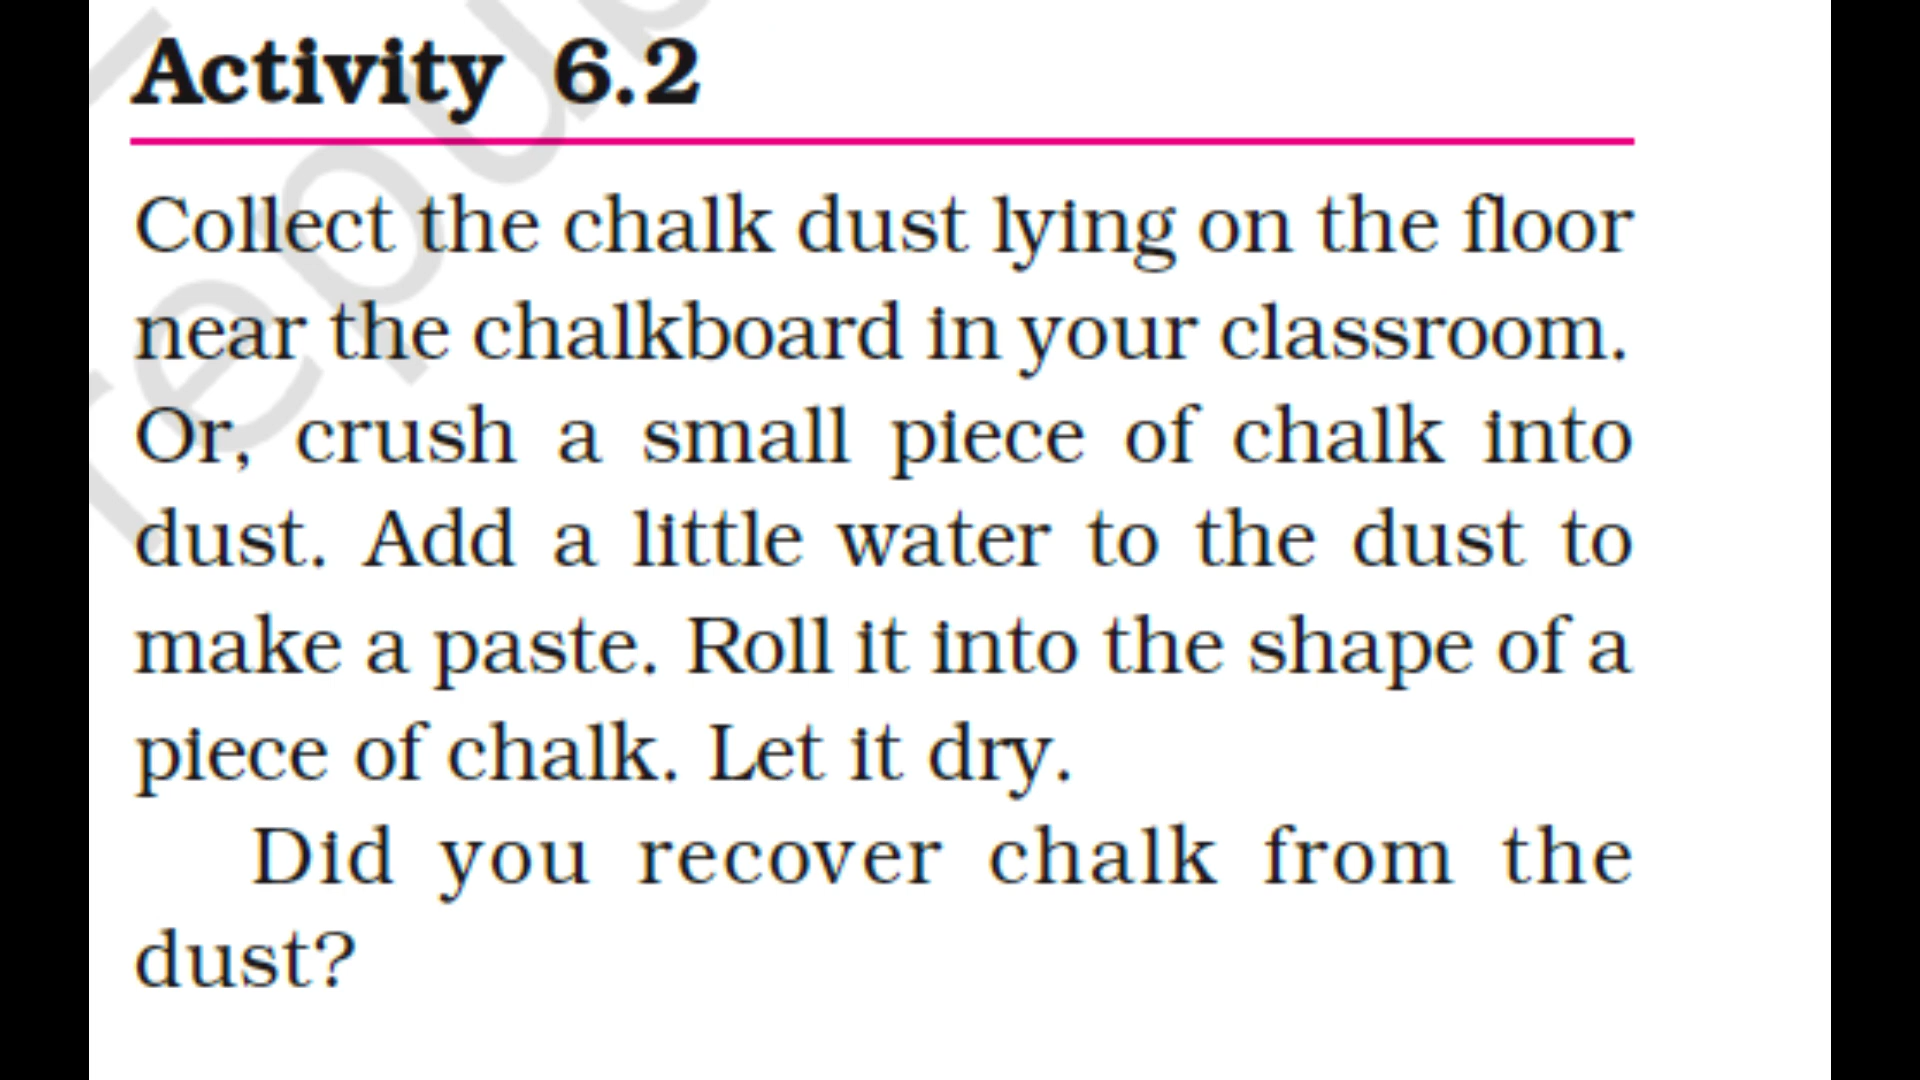 Activity 6.2
Collect the chalk dust lying on the floor
near the chalkboard in your classroom.
Or, crush a small piece of chalk into
dust. Add a little water to the dust to
make a paste. Roll it into the shape of a
piece of chalk. Let it dry.
Did you recover chalk from the
dust?